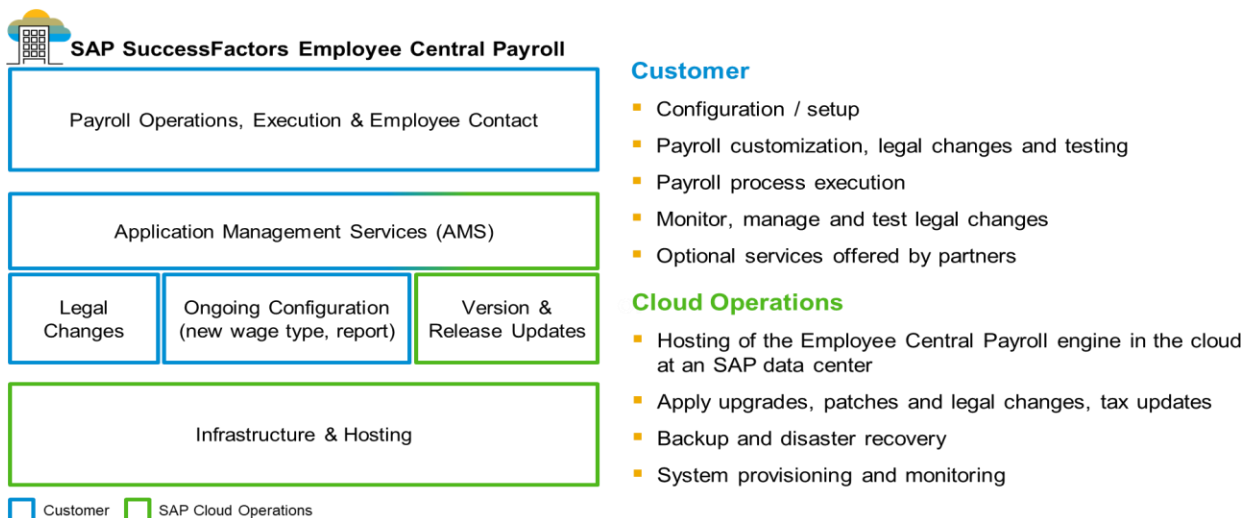 SAP SuccessFactors Employee Central Payroll
Payroll Operations, Execution & Employee Contact
Application Management Services (AMS)
Legal
Changes
Ongoing Configuration
(new wage type, report)
Version &
Release Updates
Infrastructure & Hosting
Customer
SAP Cloud Operations
Customer
Configuration / setup
Payroll customization, legal changes and testing
Payroll process execution
Monitor, manage and test legal changes
Optional services offered by partners
Cloud Operations
Hosting of the Employee Central Payroll engine in the cloud
at an SAP data center
Apply upgrades, patches and legal changes, tax updates
Backup and disaster recovery
System provisioning and monitoring